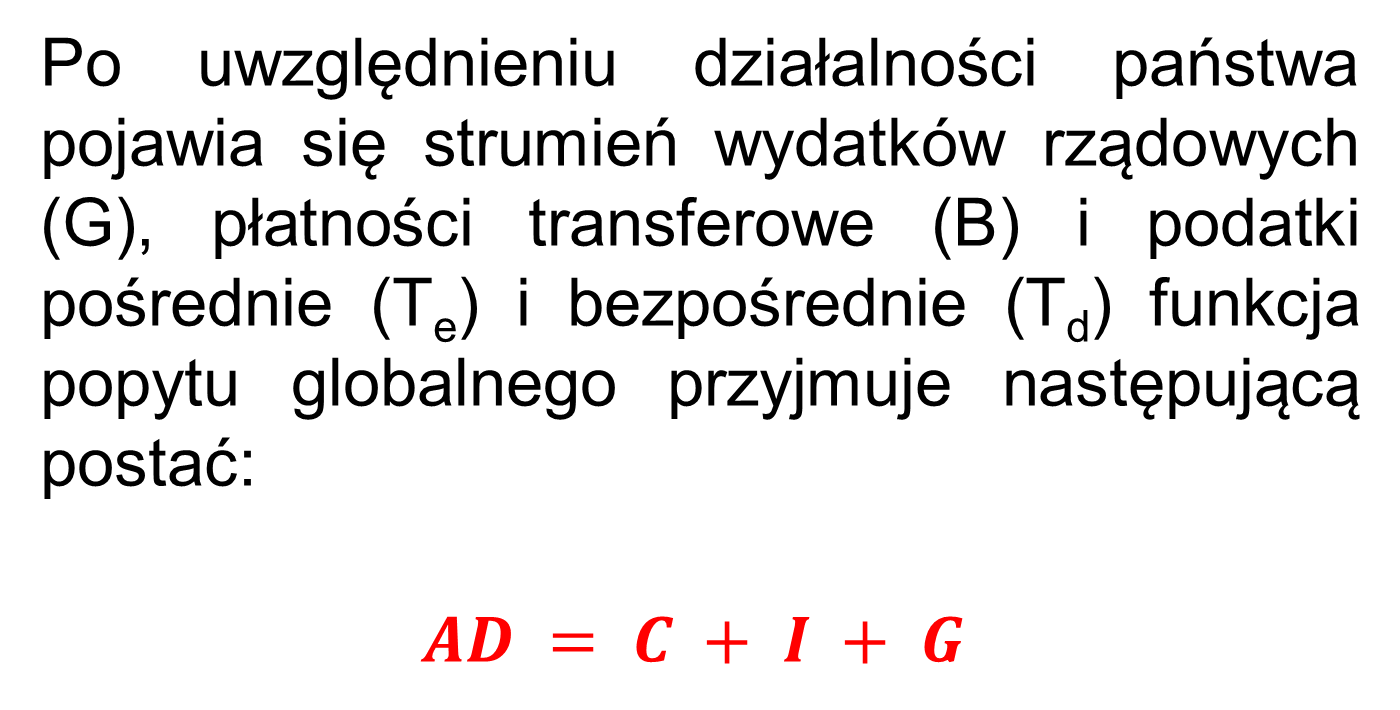 Po uwzględnieniu działalności państwa
pojawia się strumień wydatków rządowych
(G), płatności transferowe (B) i podatki
pośrednie (Tₑ) i bezpośrednie (T_d) funkcja
popytu globalnego przyjmuje następującą
postać:
AD = C + I + G